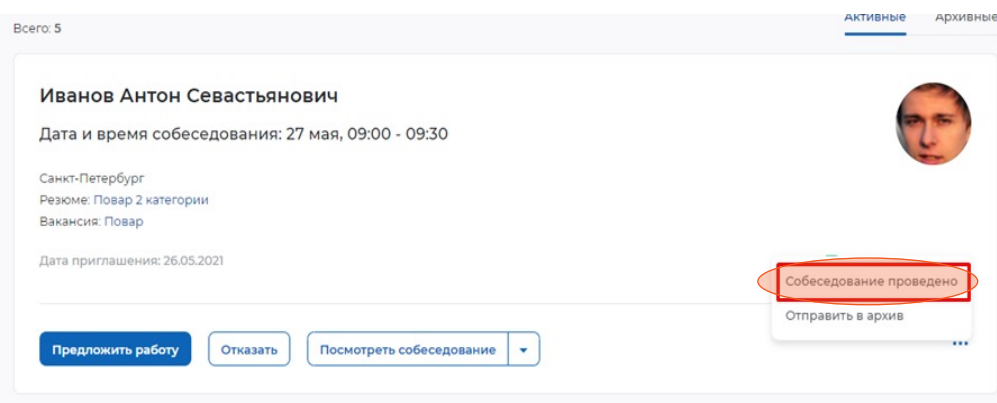 Всего: 5
Активные Архивные
Иванов Антон Севастьянович
Дата и время собеседования: 27 мая, 09:00 - 09:30
Санкт-Петербург
Резюме: Повар 2 категории
Вакансия: Повар
Дата приглашения: 26.05.2021
Собеседование проведено
Отправить в архив
Предложить работу Отказать Посмотреть собеседование